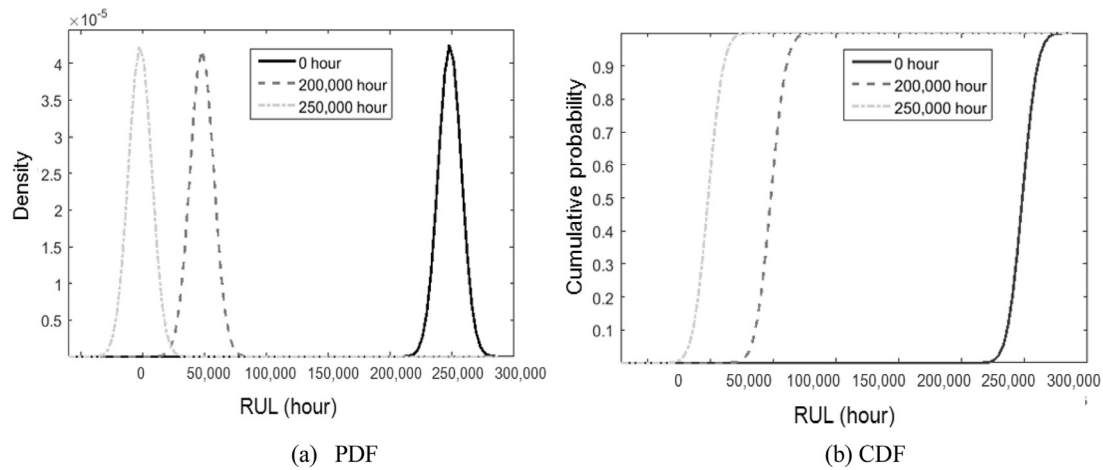 ×10⁻⁵
4
3.5
3
2.5
2
1.5
1
0.5
Density
0 hour
200,000 hour
250,000 hour
0 50,000 100,000 150,000 200,000 250,000 300,000
RUL (hour)
(a) PDF
0.9
0.8
0.7
0.6
0.5
0.4
0.3
0.2
0.1
Cumulative probability
0 hour
200,000 hour
250,000 hour
0 50,000 100,000 150,000 200,000 250,000 300,000
RUL (hour)
(b) CDF